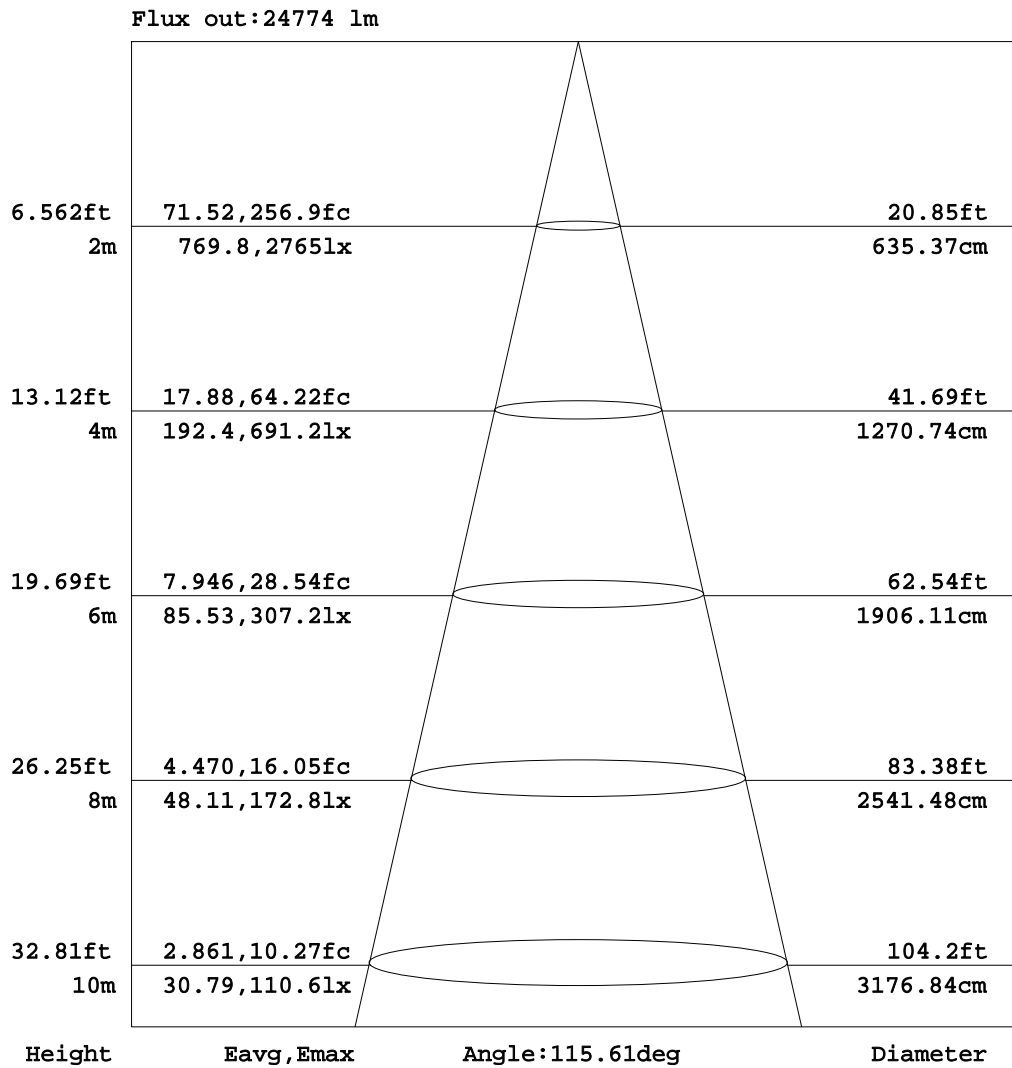 Flux out:24774 lm
6.562ft 71.52,256.9fc 20.85ft
2m 769.8,2765lx 635.37cm
13.12ft 17.88,64.22fc 41.69ft
4m 192.4,691.2lx 1270.74cm
19.69ft 7.946,28.54fc 62.54ft
6m 85.53,307.2lx 1906.11cm
26.25ft 4.470,16.05fc 83.38ft
8m 48.11,172.8lx 2541.48cm
32.81ft 2.861,10.27fc 104.2ft
10m 30.79,110.6lx 3176.84cm
Height Eavg,Emax Angle:115.61deg Diameter